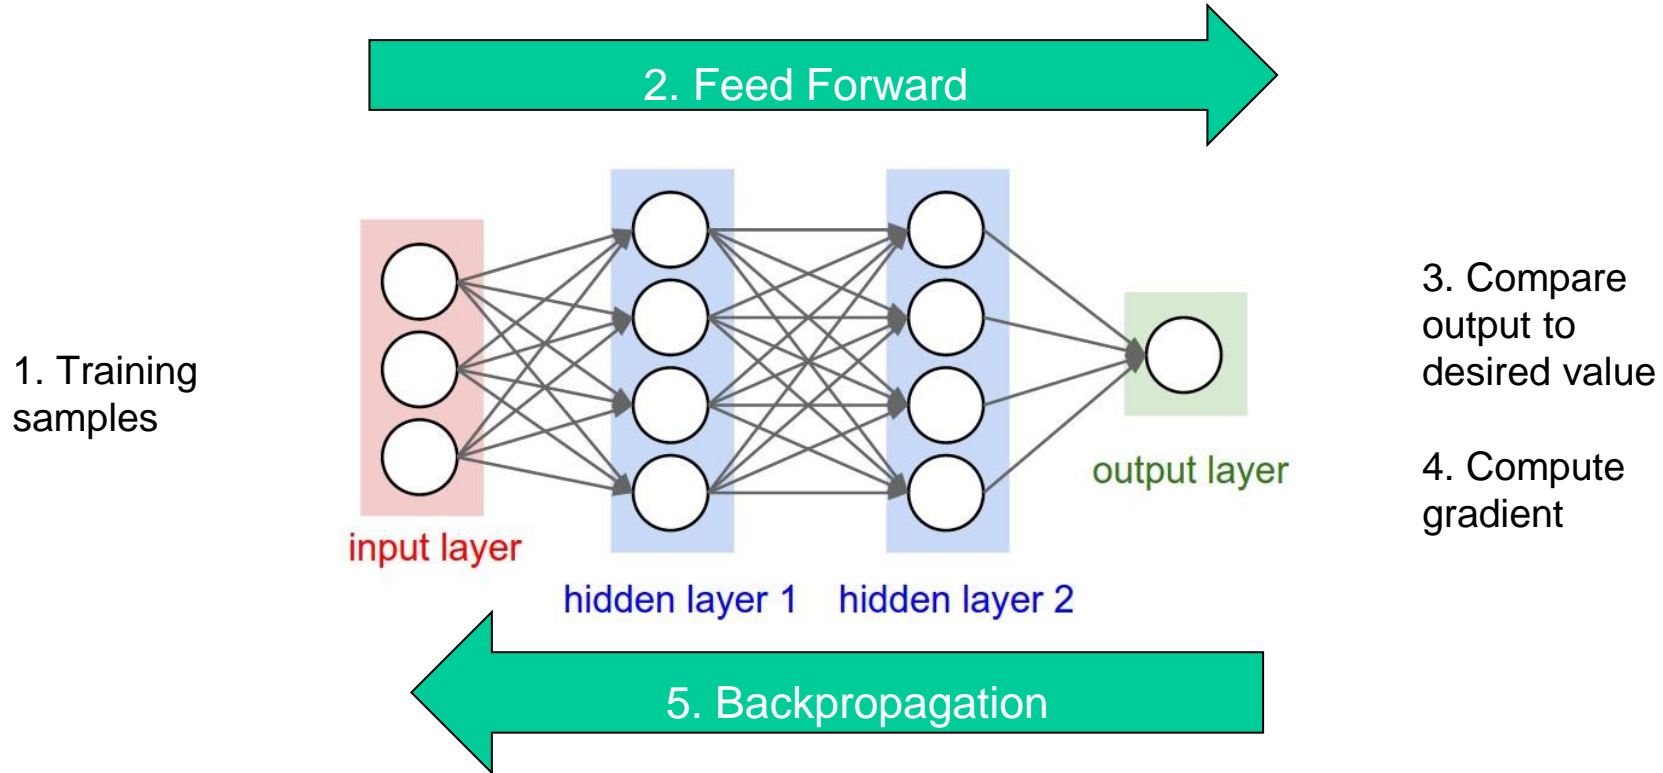 2. Feed Forward
1. Training
samples
input layer
hidden layer 1
hidden layer 2
output layer
3. Compare
output to
desired value
4. Compute
gradient
5. Backpropagation